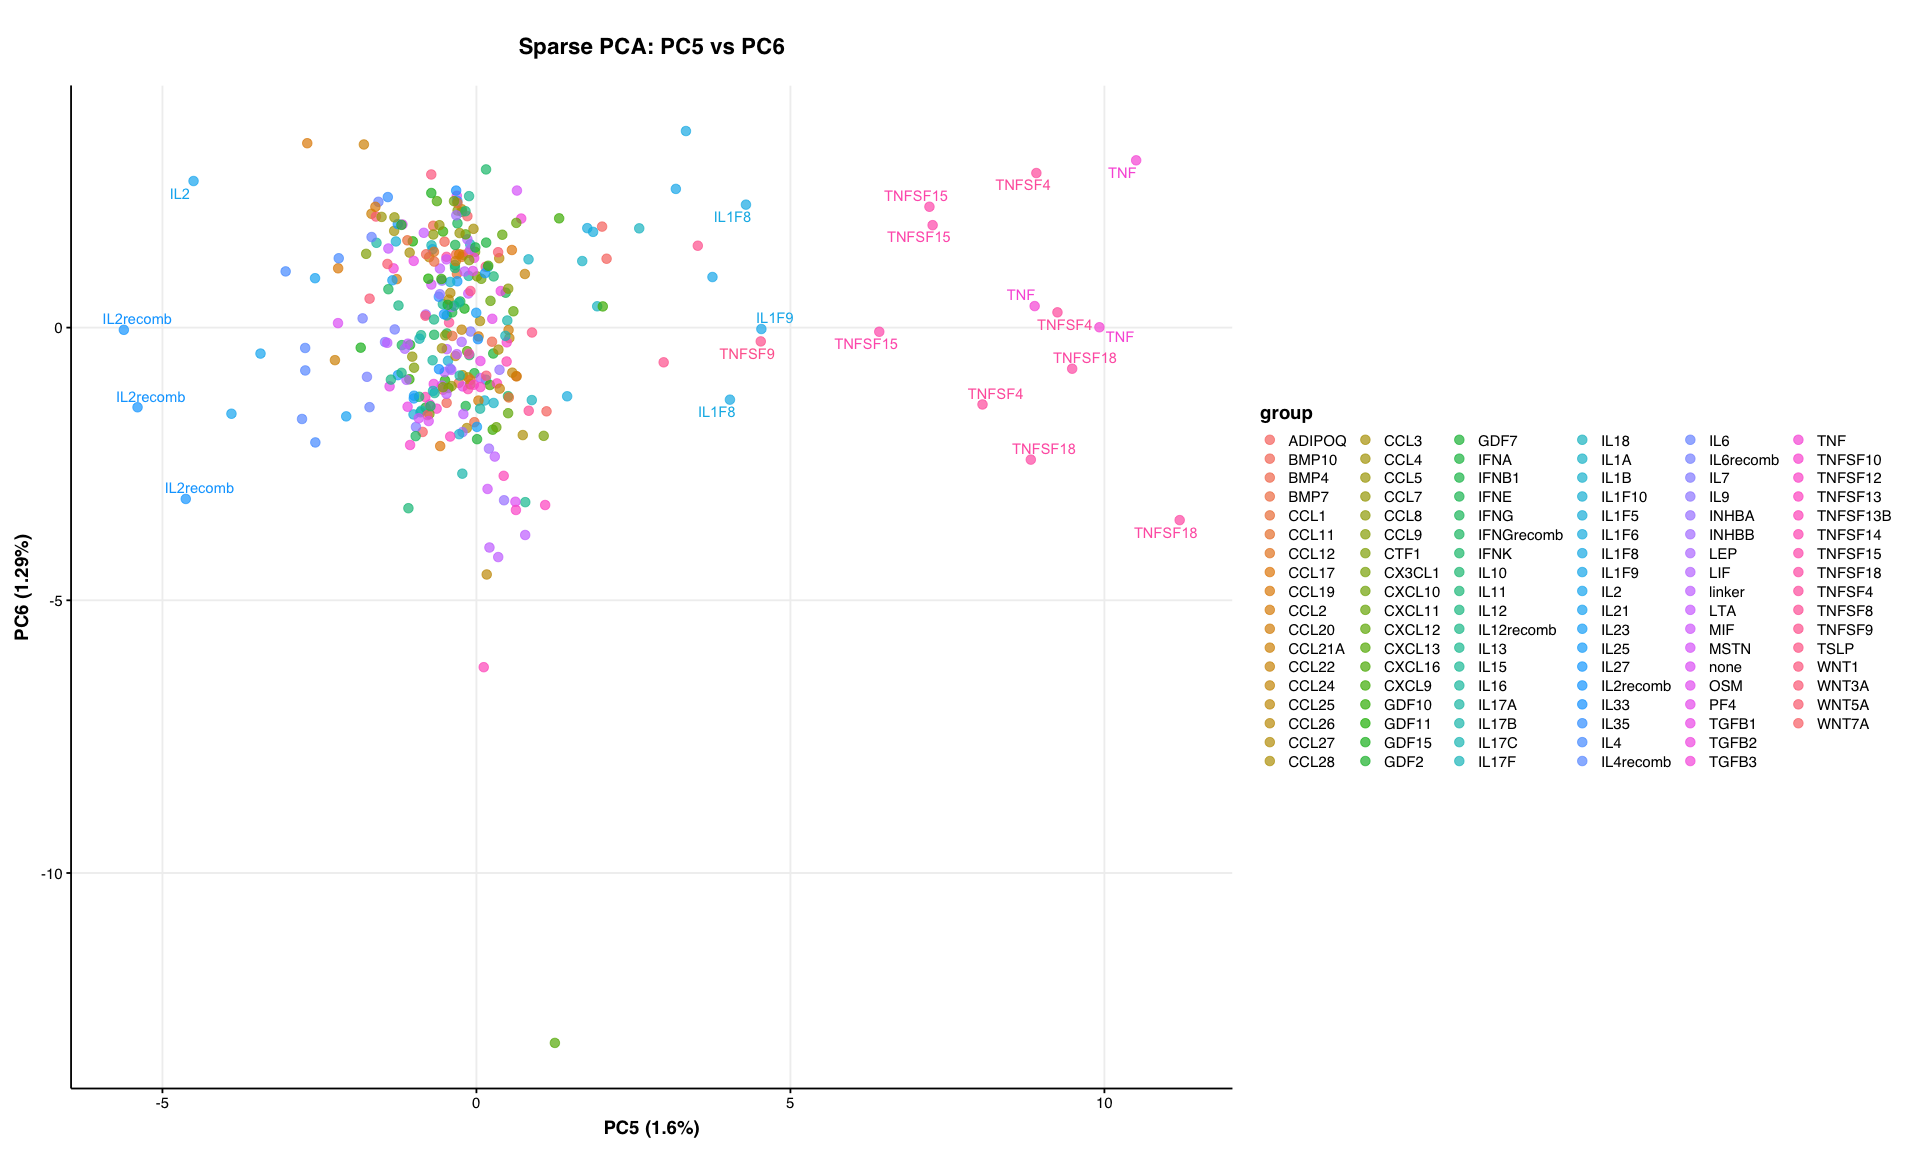 Sparse PCA: PC5 vs PC6
IL2
IL2recomb
IL2recomb
IL2recomb
IL1F8
IL1F9
TNFSF9
IL1F8
TNFSF15
TNFSF15
TNFSF15
TNFSF4
TNF
TNF
TNFSF4
TNF
TNFSF18
TNFSF4
TNFSF18
TNFSF18
0
-5
-10
-5
0
5
10
PC5 (1.6%)
PC6 (1.29%)
group
ADIPOQ
BMP10
BMP4
BMP7
CCL1
CCL11
CCL12
CCL17
CCL19
CCL2
CCL20
CCL21A
CCL22
CCL24
CCL25
CCL26
CCL27
CCL28
CCL3
CCL4
CCL5
CCL7
CCL8
CCL9
CTF1
CX3CL1
CXCL10
CXCL11
CXCL12
CXCL13
CXCL16
CXCL9
GDF10
GDF11
GDF15
GDF2
GDF7
IFNA
IFNB1
IFNE
IFNG
IFNGrecomb
IFNK
IL10
IL11
IL12
IL12recomb
IL13
IL15
IL16
IL17A
IL17B
IL17C
IL17F
IL18
IL1A
IL1B
IL1F10
IL1F5
IL1F6
IL1F8
IL1F9
IL2
IL21
IL23
IL25
IL27
IL2recomb
IL33
IL35
IL4
IL4recomb
IL6
IL6recomb
IL7
IL9
INHBA
INHBB
LEP
LIF
linker
LTA
MIF
MSTN
none
OSM
PF4
TGFB1
TGFB2
TGFB3
TNF
TNFSF10
TNFSF12
TNFSF13
TNFSF13B
TNFSF14
TNFSF15
TNFSF18
TNFSF4
TNFSF8
TNFSF9
TSLP
WNT1
WNT3A
WNT5A
WNT7A